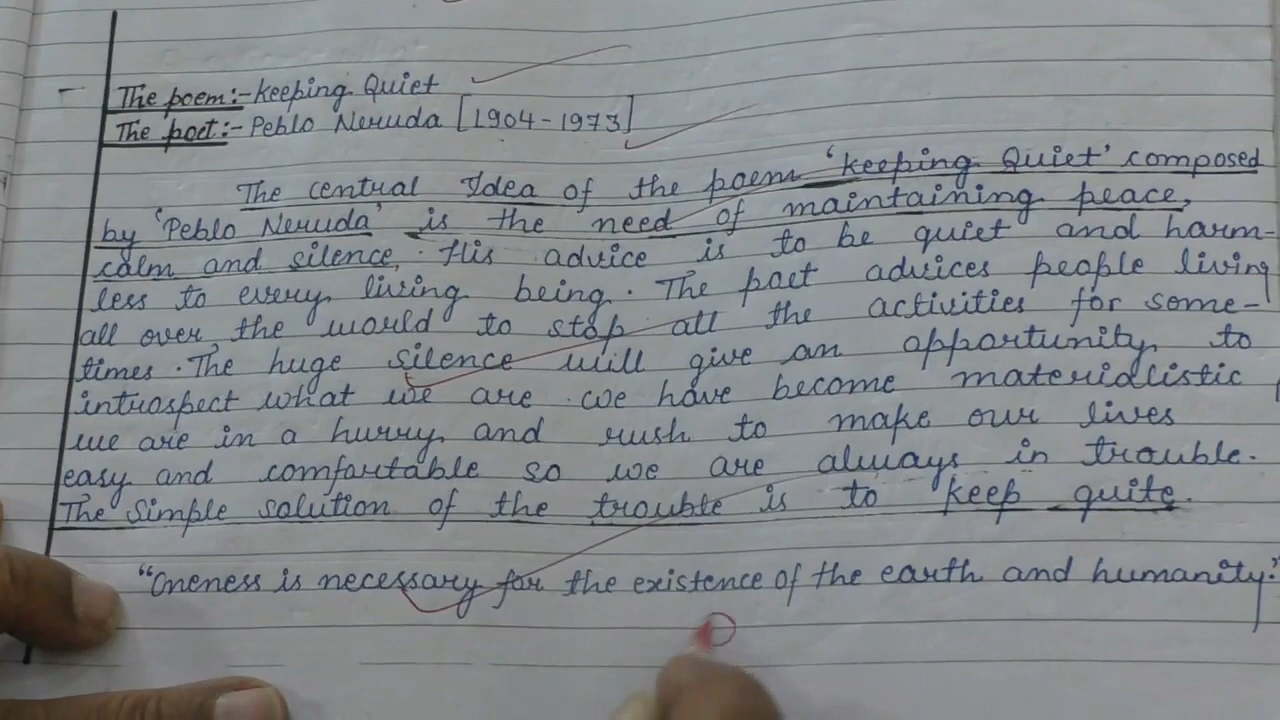 The poem:- Keeping Quiet
The poet:- Peblo Neruda [1904-1973]
The central Idea of the poem 'keeping Quiet' composed
by 'Peblo Neruda' is the need of maintaining peace,
calm and silence. His advice is to be quiet and harm-
less to every living being. The poet advices people living
all over the world to stop all the activities for some-
times. The huge silence will give an opportunity to
introspect what we are. we have become materialistic
we are in a hurry and rush to make our lives
easy and comfortable so we are always in trouble.
The simple solution of the trouble is to keep quite.
"Oneness is necessary for the existence of the earth and humanity."